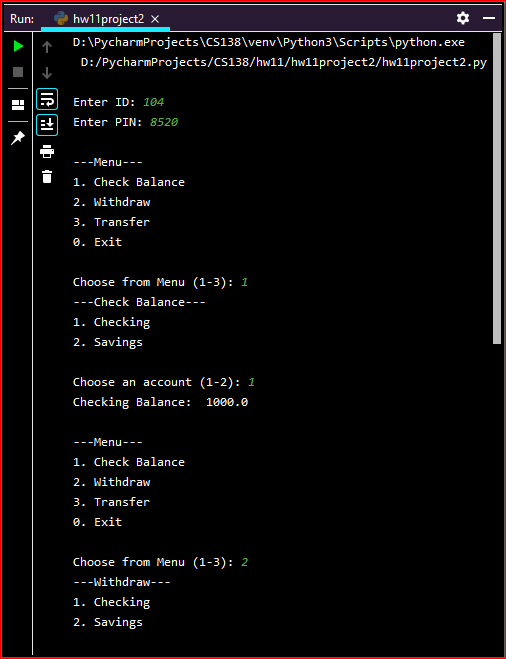 Run: hw11project2
D:\PycharmProjects\CS138\venv\Python3\Scripts\python.exe
D:/PycharmProjects/CS138/hw11/hw11project2/hw11project2.py
Enter ID: 104
Enter PIN: 8520
---Menu---
1. Check Balance
2. Withdraw
3. Transfer
0. Exit
Choose from Menu (1-3): 1
---Check Balance---
1. Checking
2. Savings
Choose an account (1-2): 1
Checking Balance:  1000.0
---Menu---
1. Check Balance
2. Withdraw
3. Transfer
0. Exit
Choose from Menu (1-3): 2
---Withdraw---
1. Checking
2. Savings